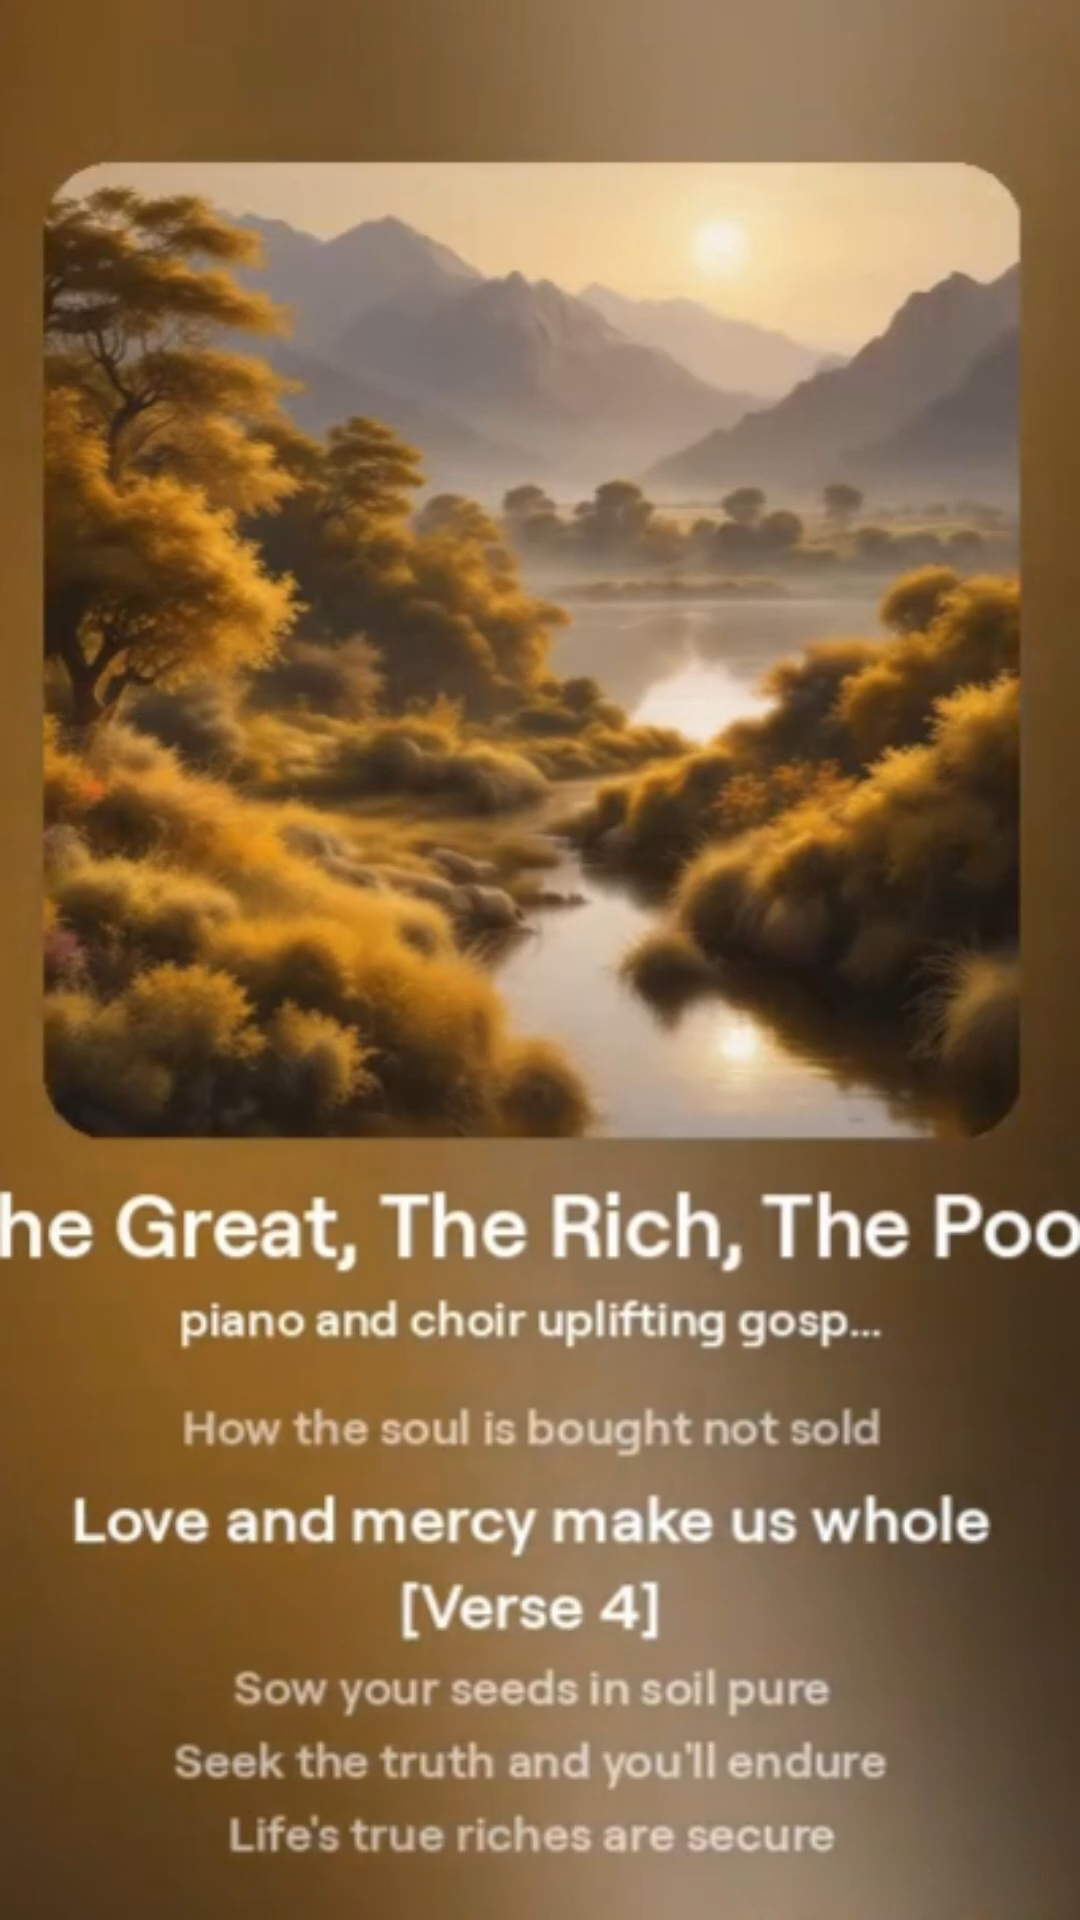 he Great, The Rich, The Poo
piano and choir uplifting gosp...
How the soul is bought not sold
Love and mercy make us whole
[Verse 4]
Sow your seeds in soil pure
Seek the truth and you'll endure
Life's true riches are secure